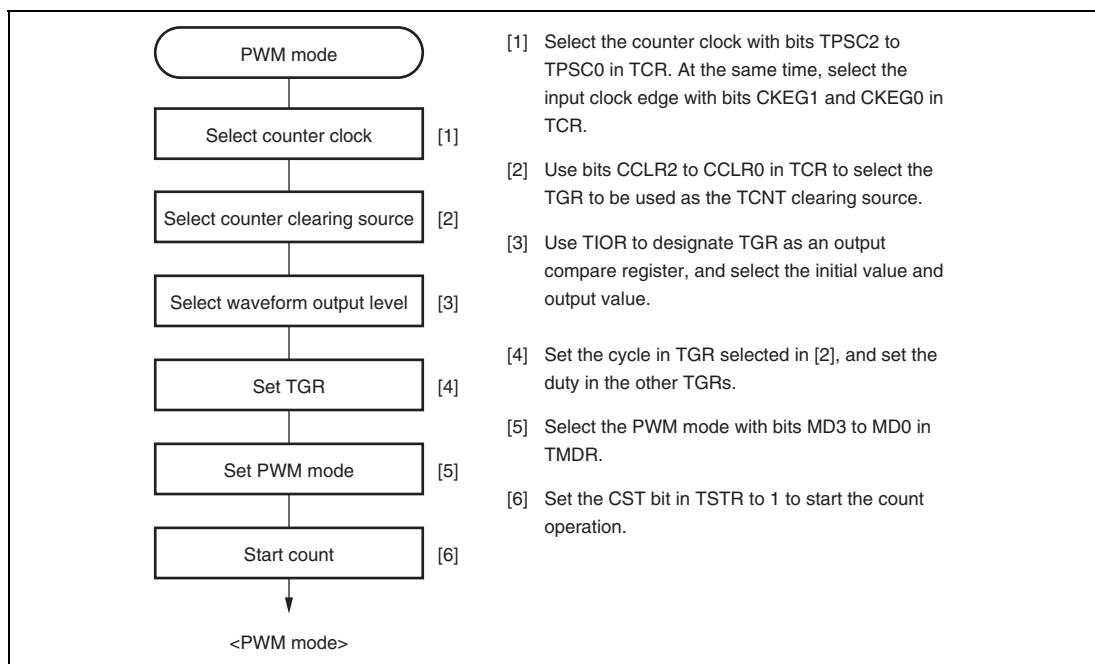 PWM mode
Select counter clock
[1]
Select counter clearing source
[2]
Select waveform output level
[3]
Set TGR
[4]
Set PWM mode
[5]
Start count
[6]
<PWM mode>
[1] Select the counter clock with bits TPSC2 to
TPSC0 in TCR. At the same time, select the
input clock edge with bits CKEG1 and CKEG0 in
TCR.
[2] Use bits CCLR2 to CCLR0 in TCR to select the
TGR to be used as the TCNT clearing source.
[3] Use TIOR to designate TGR as an output
compare register, and select the initial value and
output value.
[4] Set the cycle in TGR selected in [2], and set the
duty in the other TGRs.
[5] Select the PWM mode with bits MD3 to MD0 in
TMDR.
[6] Set the CST bit in TSTR to 1 to start the count
operation.